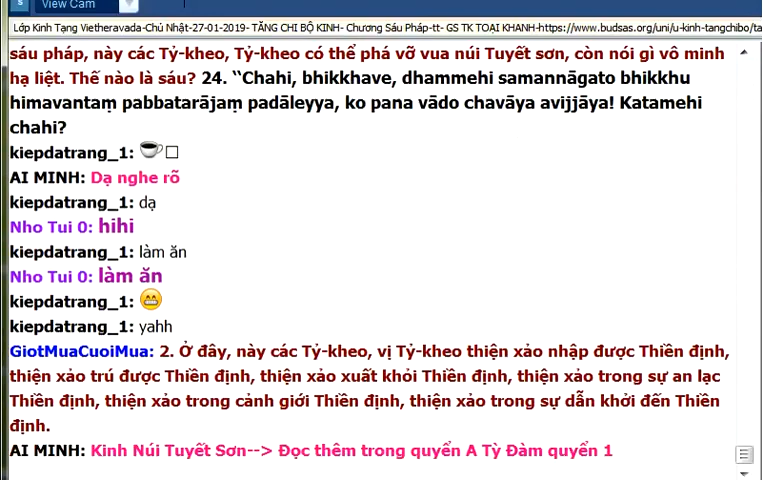 View Cam
Lớp Kinh Tạng Vietheravada-Chủ Nhật-27-01-2019- TĂNG CHI BỘ KINH- Chương Sáu Pháp-tt- GS TK TOẠI KHANH-https://www.budsas.org/uni/u-kinh-tangchibo/ta
sáu pháp, này các Tỷ-kheo, Tỷ-kheo có thể phá vỡ vua núi Tuyết sơn, còn nói gì vô minh
hạ liệt. Thế nào là sáu? 24. ‘‘Chahi, bhikkhave, dhammehi samannāgato bhikkhu
himavantaṃ pabbatarājaṃ padāleyya, ko pana vādo chavāya avijjāya! Katamehi
chahi?
kiepdatrang_1:
AI MINH: Dạ nghe rõ
kiepdatrang_1: dạ
Nho Tui 0: hihi
kiepdatrang_1: làm ăn
Nho Tui 0: làm ăn
kiepdatrang_1:
kiepdatrang_1: yahh
GiotMuaCuoiMua: 2. Ở đây, này các Tỷ-kheo, vị Tỷ-kheo thiện xảo nhập được Thiền định,
thiện xảo trú được Thiền định, thiện xảo xuất khỏi Thiền định, thiện xảo trong sự an lạc
Thiền định, thiện xảo trong cảnh giới Thiền định, thiện xảo trong sự dẫn khởi đến Thiền
định.
AI MINH: Kinh Núi Tuyết Sơn--> Đọc thêm trong quyển A Tỳ Đàm quyển 1